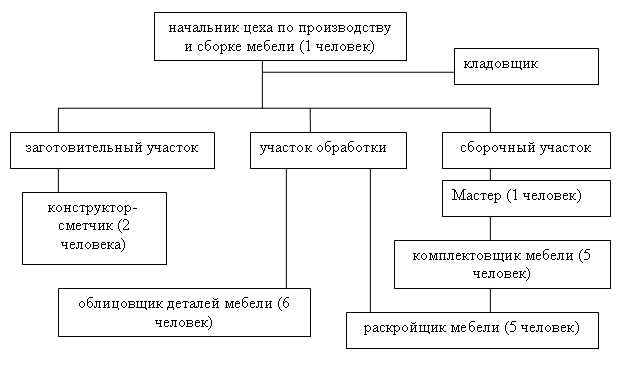 начальник цеха по производству
и сборке мебели (1 человек)
кладовщик
заготовительный участок
участок обработки
сборочный участок
конструктор-
сметчик (2
человека)
Мастер (1 человек)
комплектовщик мебели (5
человек)
облицовщик деталей мебели (6
человек)
раскройщик мебели (5 человек)